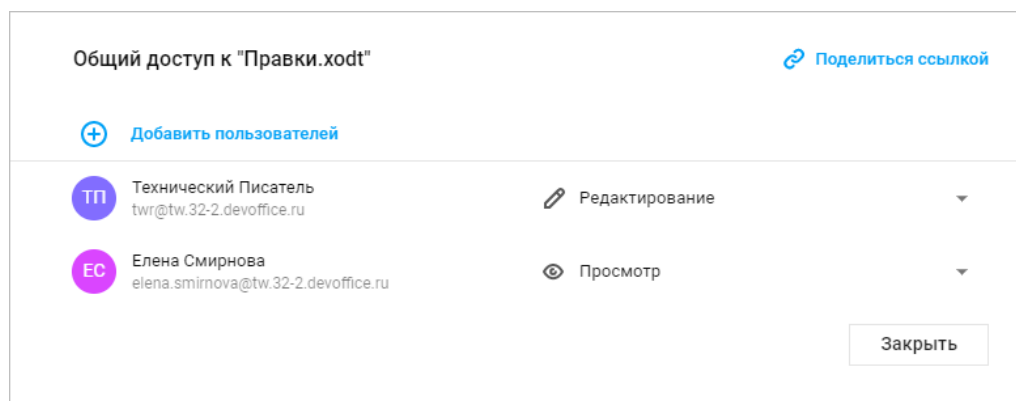 Общий доступ к "Правки.xodt"
Поделиться ссылкой
Добавить пользователей
ТП
Технический Писатель
twr@tw.32-2.devoffice.ru
Редактирование
ЕС
Елена Смирнова
elena.smirnova@tw.32-2.devoffice.ru
Просмотр
Закрыть